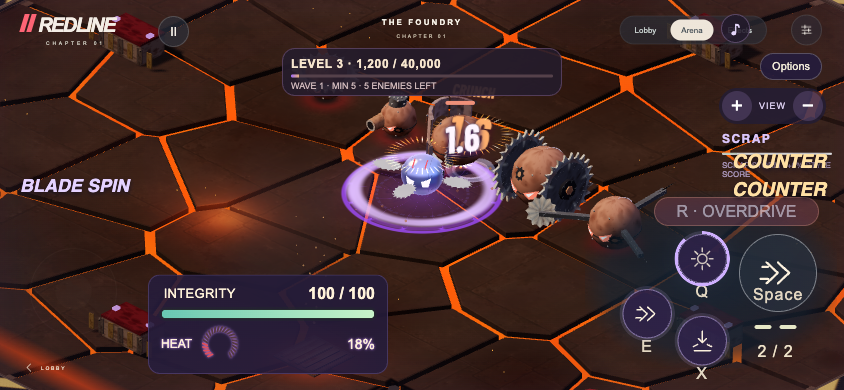 REDLINE
CHAPTER 01
THE FOUNDRY
CHAPTER 01
Lobby
Arena
Options
LEVEL 3 · 1,200 / 40,000
WAVE 1 · MIN 5 · 5 ENEMIES LEFT
+ VIEW −
SCRAP
COUNTER
SCORE
COUNTER
CRUNCH
1.6
BLADE SPIN
R · OVERDRIVE
Q
Space
E
X
2 / 2
INTEGRITY 100 / 100
HEAT 18%
LOBBY